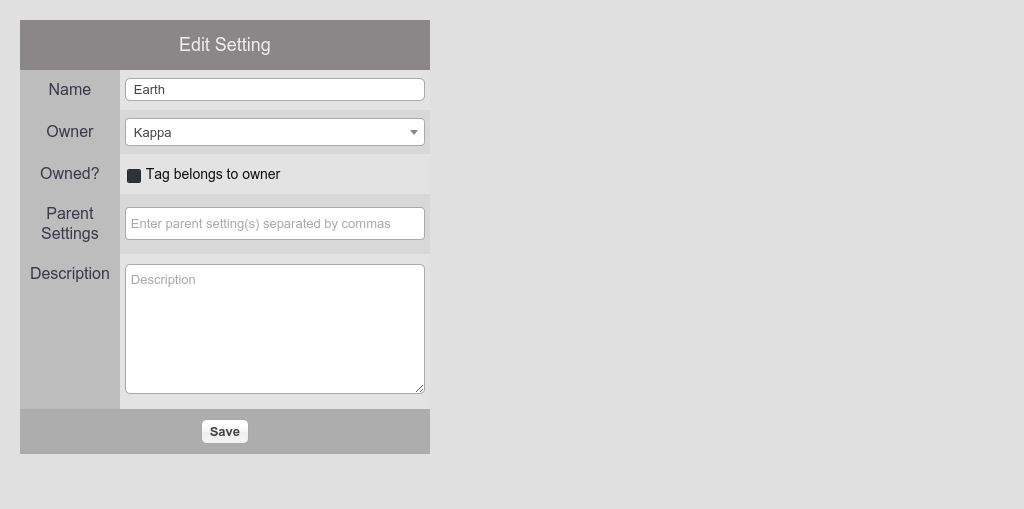 Edit Setting
Name
Earth
Owner
Kappa
Owned?
Tag belongs to owner
Parent
Settings
Enter parent setting(s) separated by commas
Description
Description
Save